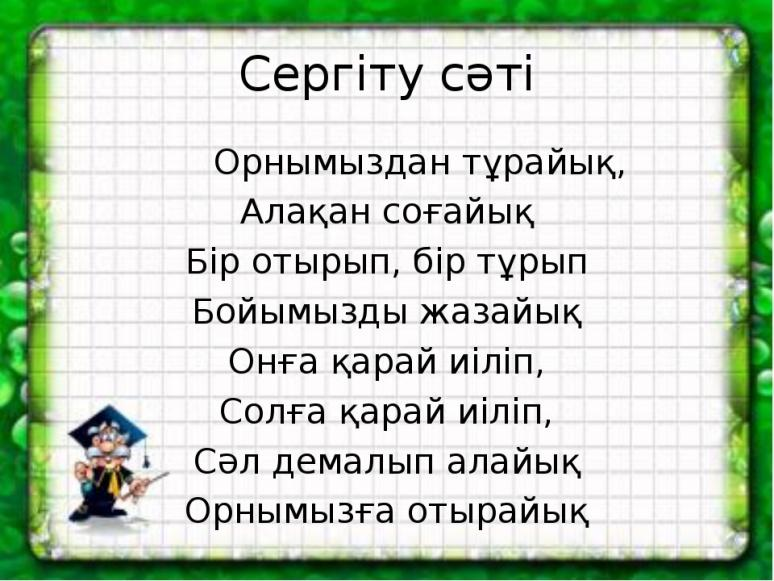 Сергіту сәті
Орнымыздан тұрайық,
Алақан соғайық
Бір отырып, бір тұрып
Бойымызды жазайық
Онға қарай иіліп,
Солға қарай иіліп,
Сәл демалып алайық
Орнымызға отырайық